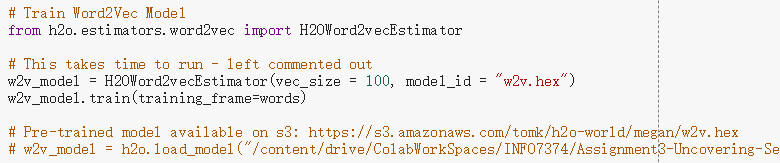 # Train Word2Vec Model
from h2o.estimators.word2vec import H2OWord2vecEstimator
# This takes time to run - left commented out
w2v_model = H2OWord2vecEstimator(vec_size = 100, model_id = "w2v.hex")
w2v_model.train(training_frame=words)
# Pre-trained model available on s3: https://s3.amazonaws.com/tomk/h2o-world/megan/w2v.hex
# w2v_model = h2o.load_model("/content/drive/ColabWorkSpaces/INFO7374/Assignment3-Uncovering-Se